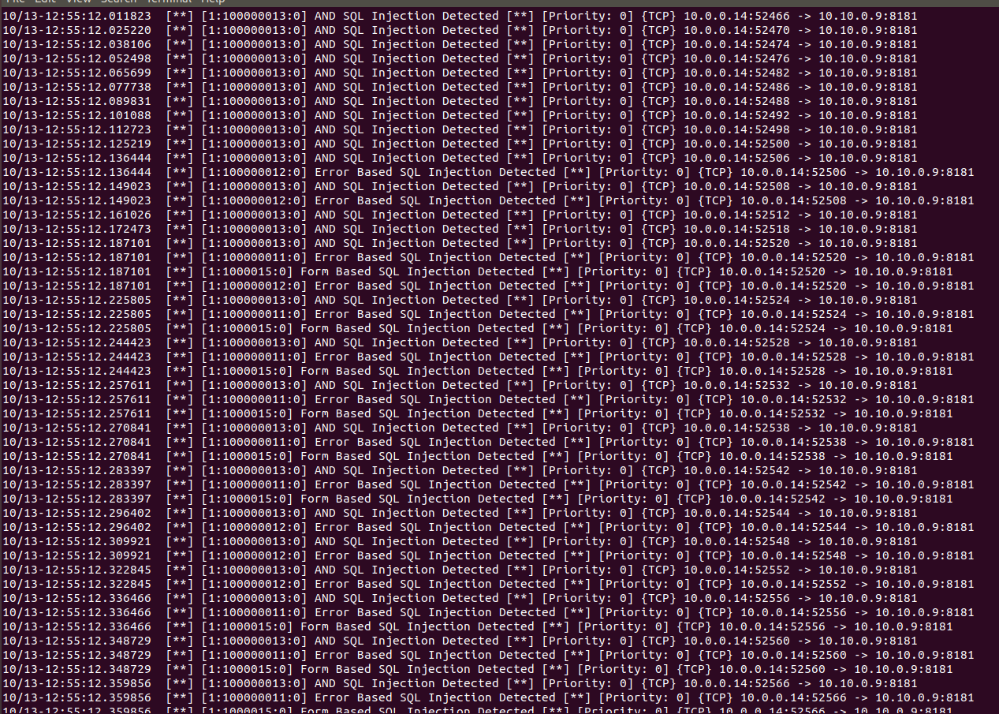 File Edit View Search Terminal Help
10/13-12:55:12.011823  [**] [1:100000013:0] AND SQL Injection Detected [**] [Priority: 0] {TCP} 10.0.0.14:52466 -> 10.10.0.9:8181
10/13-12:55:12.025220  [**] [1:100000013:0] AND SQL Injection Detected [**] [Priority: 0] {TCP} 10.0.0.14:52470 -> 10.10.0.9:8181
10/13-12:55:12.038106  [**] [1:100000013:0] AND SQL Injection Detected [**] [Priority: 0] {TCP} 10.0.0.14:52474 -> 10.10.0.9:8181
10/13-12:55:12.052498  [**] [1:100000013:0] AND SQL Injection Detected [**] [Priority: 0] {TCP} 10.0.0.14:52476 -> 10.10.0.9:8181
10/13-12:55:12.065699  [**] [1:100000013:0] AND SQL Injection Detected [**] [Priority: 0] {TCP} 10.0.0.14:52482 -> 10.10.0.9:8181
10/13-12:55:12.077738  [**] [1:100000013:0] AND SQL Injection Detected [**] [Priority: 0] {TCP} 10.0.0.14:52486 -> 10.10.0.9:8181
10/13-12:55:12.089831  [**] [1:100000013:0] AND SQL Injection Detected [**] [Priority: 0] {TCP} 10.0.0.14:52488 -> 10.10.0.9:8181
10/13-12:55:12.101088  [**] [1:100000013:0] AND SQL Injection Detected [**] [Priority: 0] {TCP} 10.0.0.14:52492 -> 10.10.0.9:8181
10/13-12:55:12.112723  [**] [1:100000013:0] AND SQL Injection Detected [**] [Priority: 0] {TCP} 10.0.0.14:52498 -> 10.10.0.9:8181
10/13-12:55:12.125219  [**] [1:100000013:0] AND SQL Injection Detected [**] [Priority: 0] {TCP} 10.0.0.14:52500 -> 10.10.0.9:8181
10/13-12:55:12.136444  [**] [1:100000013:0] AND SQL Injection Detected [**] [Priority: 0] {TCP} 10.0.0.14:52506 -> 10.10.0.9:8181
10/13-12:55:12.136444  [**] [1:100000012:0] Error Based SQL Injection Detected [**] [Priority: 0] {TCP} 10.0.0.14:52506 -> 10.10.0.9:8181
10/13-12:55:12.149023  [**] [1:100000013:0] AND SQL Injection Detected [**] [Priority: 0] {TCP} 10.0.0.14:52508 -> 10.10.0.9:8181
10/13-12:55:12.149023  [**] [1:100000012:0] Error Based SQL Injection Detected [**] [Priority: 0] {TCP} 10.0.0.14:52508 -> 10.10.0.9:8181
10/13-12:55:12.161026  [**] [1:100000013:0] AND SQL Injection Detected [**] [Priority: 0] {TCP} 10.0.0.14:52512 -> 10.10.0.9:8181
10/13-12:55:12.172473  [**] [1:100000013:0] AND SQL Injection Detected [**] [Priority: 0] {TCP} 10.0.0.14:52518 -> 10.10.0.9:8181
10/13-12:55:12.187101  [**] [1:100000013:0] AND SQL Injection Detected [**] [Priority: 0] {TCP} 10.0.0.14:52520 -> 10.10.0.9:8181
10/13-12:55:12.187101  [**] [1:100000011:0] Error Based SQL Injection Detected [**] [Priority: 0] {TCP} 10.0.0.14:52520 -> 10.10.0.9:8181
10/13-12:55:12.187101  [**] [1:1000015:0] Form Based SQL Injection Detected [**] [Priority: 0] {TCP} 10.0.0.14:52520 -> 10.10.0.9:8181
10/13-12:55:12.187101  [**] [1:100000012:0] Error Based SQL Injection Detected [**] [Priority: 0] {TCP} 10.0.0.14:52520 -> 10.10.0.9:8181
10/13-12:55:12.225805  [**] [1:100000013:0] AND SQL Injection Detected [**] [Priority: 0] {TCP} 10.0.0.14:52524 -> 10.10.0.9:8181
10/13-12:55:12.225805  [**] [1:100000011:0] Error Based SQL Injection Detected [**] [Priority: 0] {TCP} 10.0.0.14:52524 -> 10.10.0.9:8181
10/13-12:55:12.225805  [**] [1:1000015:0] Form Based SQL Injection Detected [**] [Priority: 0] {TCP} 10.0.0.14:52524 -> 10.10.0.9:8181
10/13-12:55:12.244423  [**] [1:100000013:0] AND SQL Injection Detected [**] [Priority: 0] {TCP} 10.0.0.14:52528 -> 10.10.0.9:8181
10/13-12:55:12.244423  [**] [1:100000011:0] Error Based SQL Injection Detected [**] [Priority: 0] {TCP} 10.0.0.14:52528 -> 10.10.0.9:8181
10/13-12:55:12.244423  [**] [1:1000015:0] Form Based SQL Injection Detected [**] [Priority: 0] {TCP} 10.0.0.14:52528 -> 10.10.0.9:8181
10/13-12:55:12.257611  [**] [1:100000013:0] AND SQL Injection Detected [**] [Priority: 0] {TCP} 10.0.0.14:52532 -> 10.10.0.9:8181
10/13-12:55:12.257611  [**] [1:100000011:0] Error Based SQL Injection Detected [**] [Priority: 0] {TCP} 10.0.0.14:52532 -> 10.10.0.9:8181
10/13-12:55:12.257611  [**] [1:1000015:0] Form Based SQL Injection Detected [**] [Priority: 0] {TCP} 10.0.0.14:52532 -> 10.10.0.9:8181
10/13-12:55:12.270841  [**] [1:100000013:0] AND SQL Injection Detected [**] [Priority: 0] {TCP} 10.0.0.14:52538 -> 10.10.0.9:8181
10/13-12:55:12.270841  [**] [1:100000011:0] Error Based SQL Injection Detected [**] [Priority: 0] {TCP} 10.0.0.14:52538 -> 10.10.0.9:8181
10/13-12:55:12.270841  [**] [1:1000015:0] Form Based SQL Injection Detected [**] [Priority: 0] {TCP} 10.0.0.14:52538 -> 10.10.0.9:8181
10/13-12:55:12.283397  [**] [1:100000013:0] AND SQL Injection Detected [**] [Priority: 0] {TCP} 10.0.0.14:52542 -> 10.10.0.9:8181
10/13-12:55:12.283397  [**] [1:100000011:0] Error Based SQL Injection Detected [**] [Priority: 0] {TCP} 10.0.0.14:52542 -> 10.10.0.9:8181
10/13-12:55:12.283397  [**] [1:1000015:0] Form Based SQL Injection Detected [**] [Priority: 0] {TCP} 10.0.0.14:52542 -> 10.10.0.9:8181
10/13-12:55:12.296402  [**] [1:100000013:0] AND SQL Injection Detected [**] [Priority: 0] {TCP} 10.0.0.14:52544 -> 10.10.0.9:8181
10/13-12:55:12.296402  [**] [1:100000012:0] Error Based SQL Injection Detected [**] [Priority: 0] {TCP} 10.0.0.14:52544 -> 10.10.0.9:8181
10/13-12:55:12.309921  [**] [1:100000013:0] AND SQL Injection Detected [**] [Priority: 0] {TCP} 10.0.0.14:52548 -> 10.10.0.9:8181
10/13-12:55:12.309921  [**] [1:100000012:0] Error Based SQL Injection Detected [**] [Priority: 0] {TCP} 10.0.0.14:52548 -> 10.10.0.9:8181
10/13-12:55:12.322845  [**] [1:100000013:0] AND SQL Injection Detected [**] [Priority: 0] {TCP} 10.0.0.14:52552 -> 10.10.0.9:8181
10/13-12:55:12.322845  [**] [1:100000012:0] Error Based SQL Injection Detected [**] [Priority: 0] {TCP} 10.0.0.14:52552 -> 10.10.0.9:8181
10/13-12:55:12.336466  [**] [1:100000013:0] AND SQL Injection Detected [**] [Priority: 0] {TCP} 10.0.0.14:52556 -> 10.10.0.9:8181
10/13-12:55:12.336466  [**] [1:100000011:0] Error Based SQL Injection Detected [**] [Priority: 0] {TCP} 10.0.0.14:52556 -> 10.10.0.9:8181
10/13-12:55:12.336466  [**] [1:1000015:0] Form Based SQL Injection Detected [**] [Priority: 0] {TCP} 10.0.0.14:52556 -> 10.10.0.9:8181
10/13-12:55:12.348729  [**] [1:100000013:0] AND SQL Injection Detected [**] [Priority: 0] {TCP} 10.0.0.14:52560 -> 10.10.0.9:8181
10/13-12:55:12.348729  [**] [1:100000011:0] Error Based SQL Injection Detected [**] [Priority: 0] {TCP} 10.0.0.14:52560 -> 10.10.0.9:8181
10/13-12:55:12.348729  [**] [1:1000015:0] Form Based SQL Injection Detected [**] [Priority: 0] {TCP} 10.0.0.14:52560 -> 10.10.0.9:8181
10/13-12:55:12.359856  [**] [1:100000013:0] AND SQL Injection Detected [**] [Priority: 0] {TCP} 10.0.0.14:52566 -> 10.10.0.9:8181
10/13-12:55:12.359856  [**] [1:100000011:0] Error Based SQL Injection Detected [**] [Priority: 0] {TCP} 10.0.0.14:52566 -> 10.10.0.9:8181
10/13-12:55:12.359856  [**] [1:1000015:0] Form Based SQL Injection Detected [**] [Priority: 0] {TCP} 10.0.0.14:52566 -> 10.10.0.9:8181